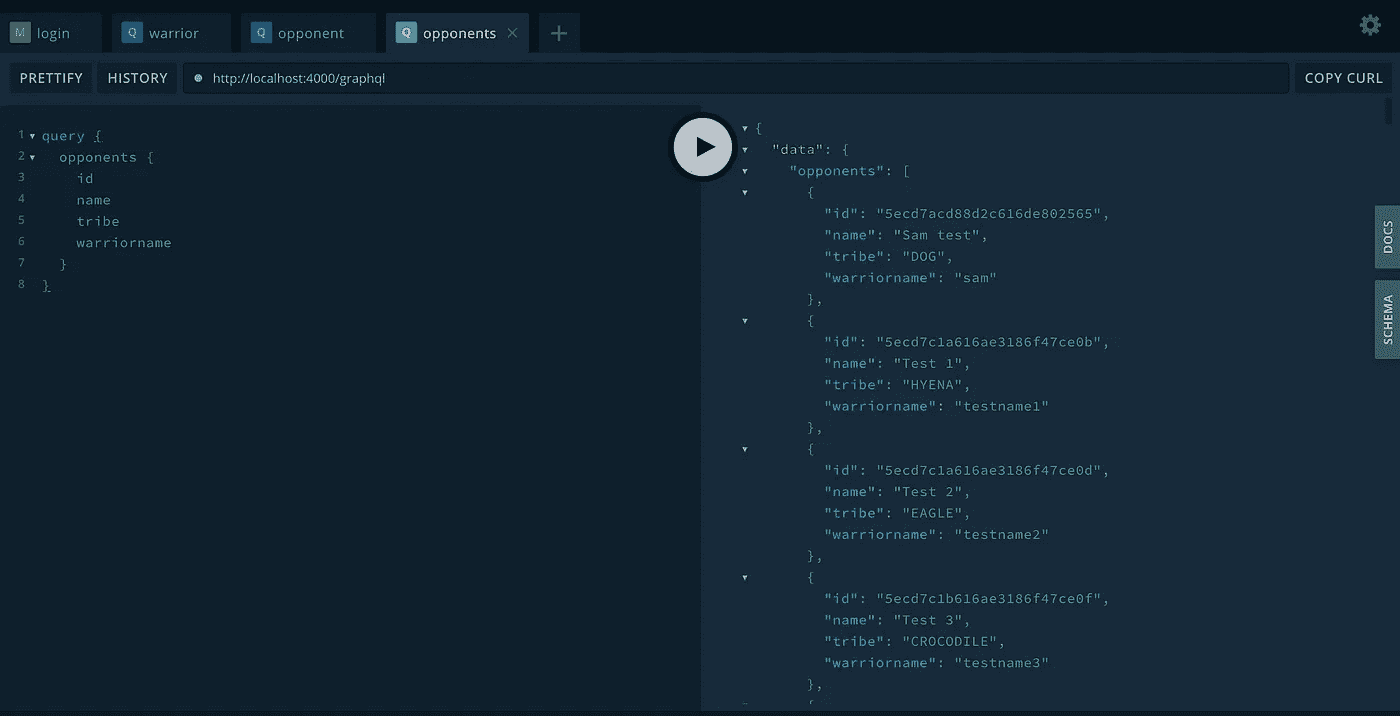 M login Q warrior Q opponent Q opponents × +
PRETTIFY HISTORY http://localhost:4000/graphql COPY CURL
1 query {
2 opponents {
3 id
4 name
5 tribe
6 warriorname
7 }
8 }
{
"data": {
"opponents": [
{
"id": "5ecd7acd88d2c616de802565",
"name": "Sam test",
"tribe": "DOG",
"warriorname": "sam"
},
{
"id": "5ecd7c1a616ae3186f47ce0b",
"name": "Test 1",
"tribe": "HYENA",
"warriorname": "testname1"
},
{
"id": "5ecd7c1a616ae3186f47ce0d",
"name": "Test 2",
"tribe": "EAGLE",
"warriorname": "testname2"
},
{
"id": "5ecd7c1b616ae3186f47ce0f",
"name": "Test 3",
"tribe": "CROCODILE",
"warriorname": "testname3"
},
{
DOCS
SCHEMA